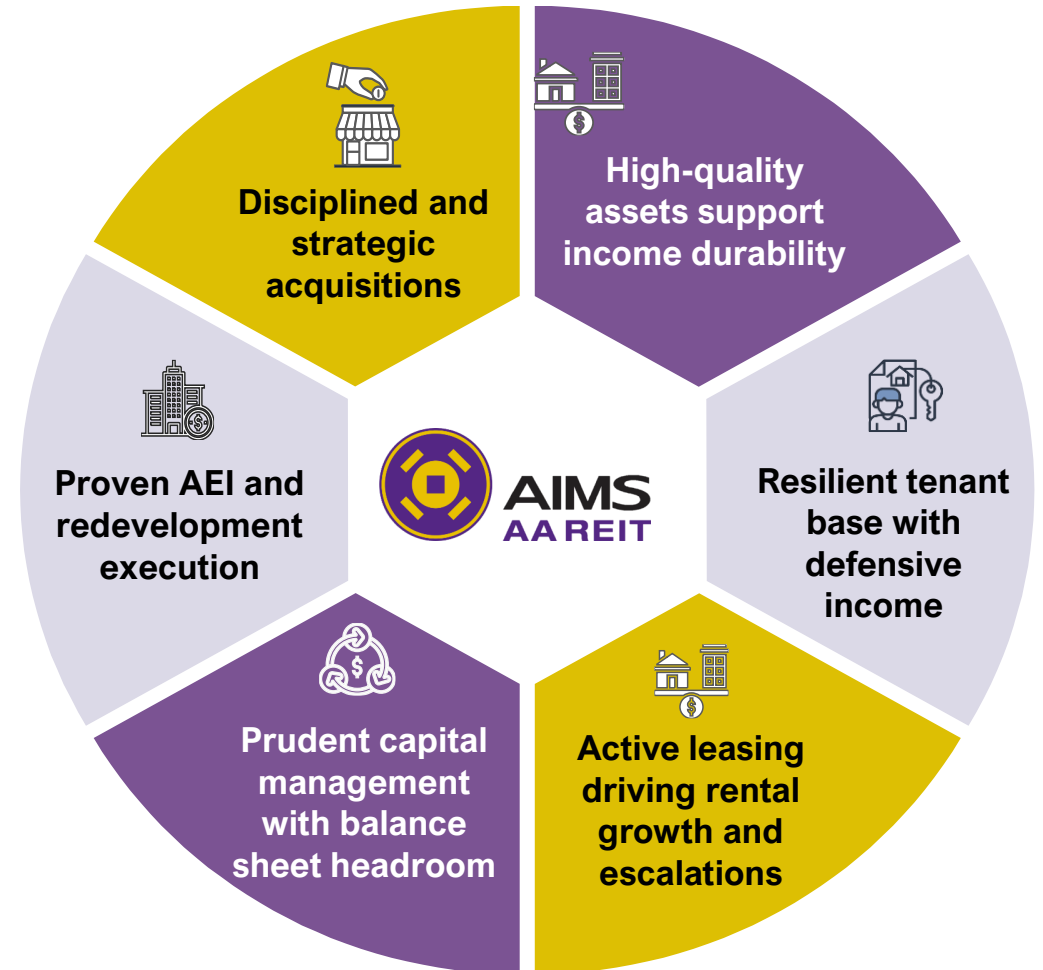 Disciplined and
strategic
acquisitions
High-quality
assets support
income durability
Proven AEI and
redevelopment
execution
AIMS
AA REIT
Resilient tenant
base with
defensive
income
Prudent capital
management
with balance
sheet headroom
Active leasing
driving rental
growth and
escalations